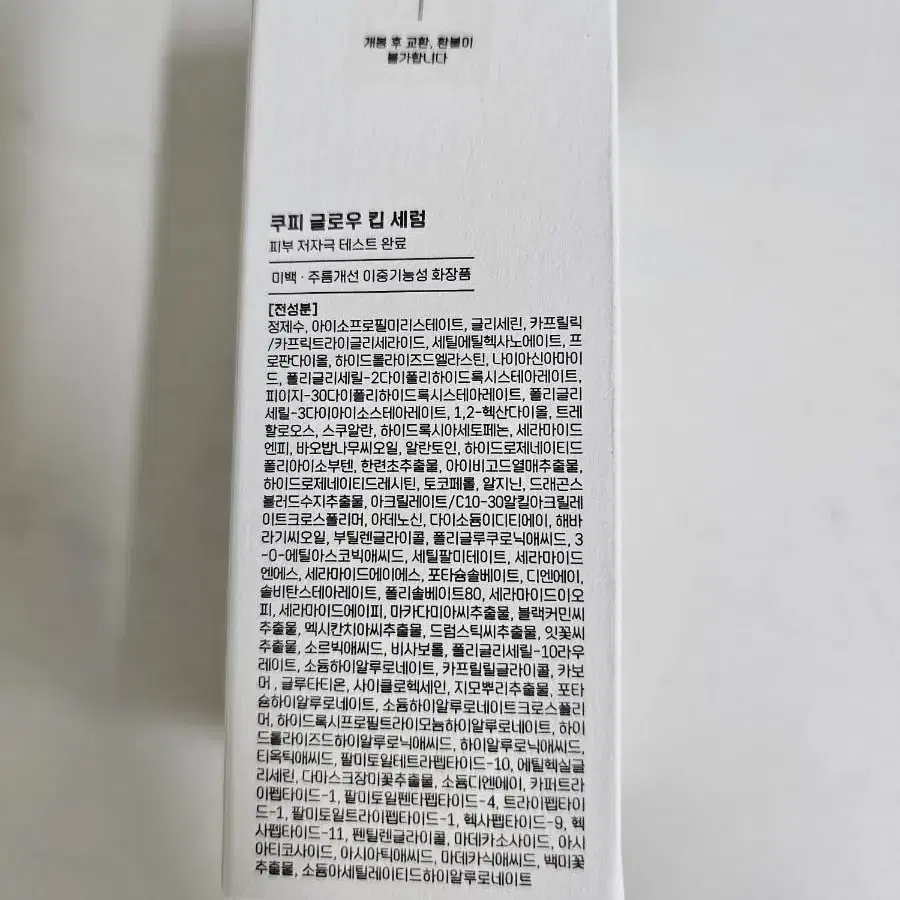 개봉 후 교환, 환불이
불가합니다
쿠피 글로우 킵 세럼
피부 저자극 테스트 완료
미백 · 주름개선 이중기능성 화장품
[전성분]
정제수, 아이소프로필미리스테이트, 글리세린, 카프릴릭
/카프릭트라이글리세라이드, 세틸에틸헥사노에이트, 프
로판다이올, 하이드롤라이즈드엘라스틴, 나이아신아마이
드, 폴리글리세릴-2다이폴리하이드록시스테아레이트,
피이지-30다이폴리하이드록시스테아레이트, 폴리글리
세릴-3다이아이소스테아레이트, 1,2-헥산다이올, 트레
할로오스, 스쿠알란, 하이드록시아세토페논, 세라마이드
엔피, 바오밥나무씨오일, 알란토인, 하이드로제네이티드
폴리아이소부텐, 한련초추출물, 아이비고드열매추출물,
하이드로제네이티드레시틴, 토코페롤, 알지닌, 드래곤스
블러드수지추출물, 아크릴레이트/C10-30알킬아크릴레
이트크로스폴리머, 아데노신, 다이소듐이디티에이, 해바
라기씨오일, 부틸렌글라이콜, 폴리글루쿠로닉애씨드, 3
-O-에틸아스코빅애씨드, 세틸팔미테이트, 세라마이드
엔에스, 세라마이드에이에스, 포타슘솔베이트, 디엔에이,
솔비탄스테아레이트, 폴리솔베이트80, 세라마이드이오
피, 세라마이드에이피, 마카다미아씨추출물, 블랙커민씨
추출물, 멕시칸치아씨추출물, 드럼스틱씨추출물, 잇꽃씨
추출물, 소르빅애씨드, 비사보롤, 폴리글리세릴-10라우
레이트, 소듐하이알루로네이트, 카프릴릴글라이콜, 카보
머, 글루타티온, 사이클로헥세인, 지모뿌리추출물, 포타
슘하이알루로네이트, 소듐하이알루로네이트크로스폴리
머, 하이드록시프로필트라이모늄하이알루로네이트, 하이
드롤라이즈드하이알루로닉애씨드, 하이알루로닉애씨드,
티옥틱애씨드, 팔미토일테트라펩타이드-10, 에틸헥실글
리세린, 다마스크장미꽃추출물, 소듐디엔에이, 카퍼트라
이펩타이드-1, 팔미토일펜타펩타이드-4, 트라이펩타이
드-1, 팔미토일트라이펩타이드-1, 헥사펩타이드-9, 헥
사펩타이드-11, 펜틸렌글라이콜, 마데카소사이드, 아시
아티코사이드, 아시아틱애씨드, 마데카식애씨드, 백미꽃
추출물, 소듐아세틸레이티드하이알루로네이트